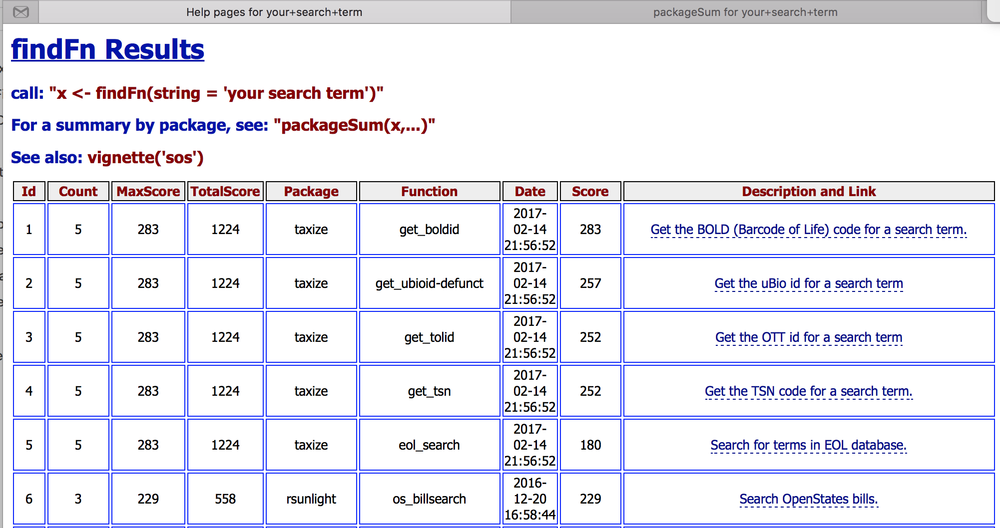 Help pages for your+search+term packageSum for your+search+term
findFn Results
call: "x <- findFn(string = 'your search term')"
For a summary by package, see: "packageSum(x,...)"
See also: vignette('sos')
Id Count MaxScore TotalScore Package Function Date Score Description and Link
1 5 283 1224 taxize get_boldid 2017-02-14 21:56:52 283 Get the BOLD (Barcode of Life) code for a search term.
2 5 283 1224 taxize get_ubioid-defunct 2017-02-14 21:56:52 257 Get the uBio id for a search term
3 5 283 1224 taxize get_tolid 2017-02-14 21:56:52 252 Get the OTT id for a search term
4 5 283 1224 taxize get_tsn 2017-02-14 21:56:52 252 Get the TSN code for a search term.
5 5 283 1224 taxize eol_search 2017-02-14 21:56:52 180 Search for terms in EOL database.
6 3 229 558 rsunlight os_billsearch 2016-12-20 16:58:44 229 Search OpenStates bills.